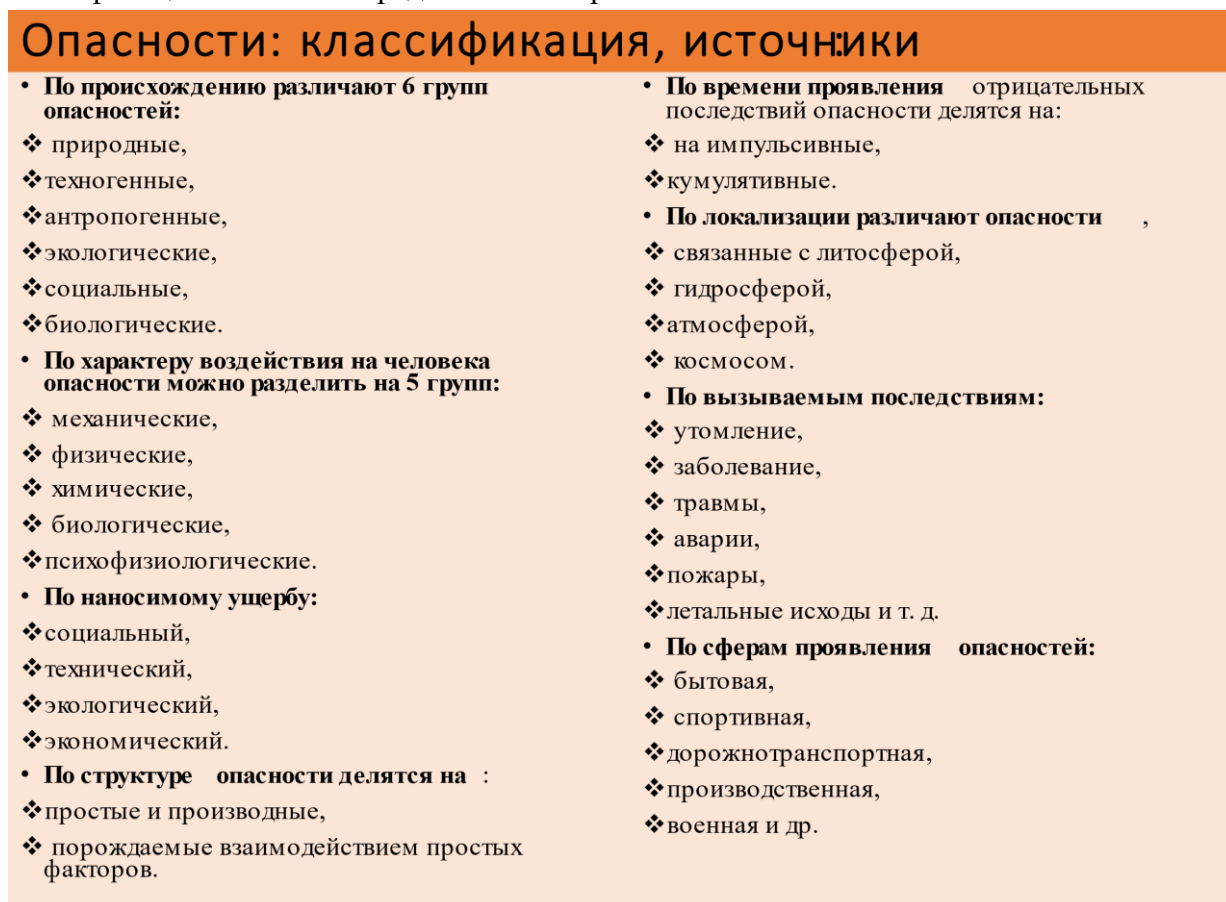 Опасности: классификация, источники:
• По происхождению различают 6 групп
опасностей:
❖ природные,
❖техногенные,
❖антропогенные,
❖экологические,
❖социальные,
❖биологические.
• По характеру воздействия на человека
опасности можно разделить на 5 групп:
❖ механические,
❖ физические,
❖ химические,
❖ биологические,
❖психофизиологические.
• По наносимому ущербу:
❖социальный,
❖технический,
❖экологический,
❖экономический.
• По структуре опасности делятся на :
❖простые и производные,
❖ порождаемые взаимодействием простых
факторов.
• По времени проявления отрицательных
последствий опасности делятся на:
❖ на импульсивные,
❖кумулятивные.
• По локализации различают опасности ,
❖ связанные с литосферой,
❖ гидросферой,
❖атмосферой,
❖ космосом.
• По вызываемым последствиям:
❖ утомление,
❖ заболевание,
❖ травмы,
❖ аварии,
❖пожары,
❖летальные исходы и т. д.
• По сферам проявления опасностей:
❖ бытовая,
❖ спортивная,
❖дорожнотранспортная,
❖производственная,
❖военная и др.